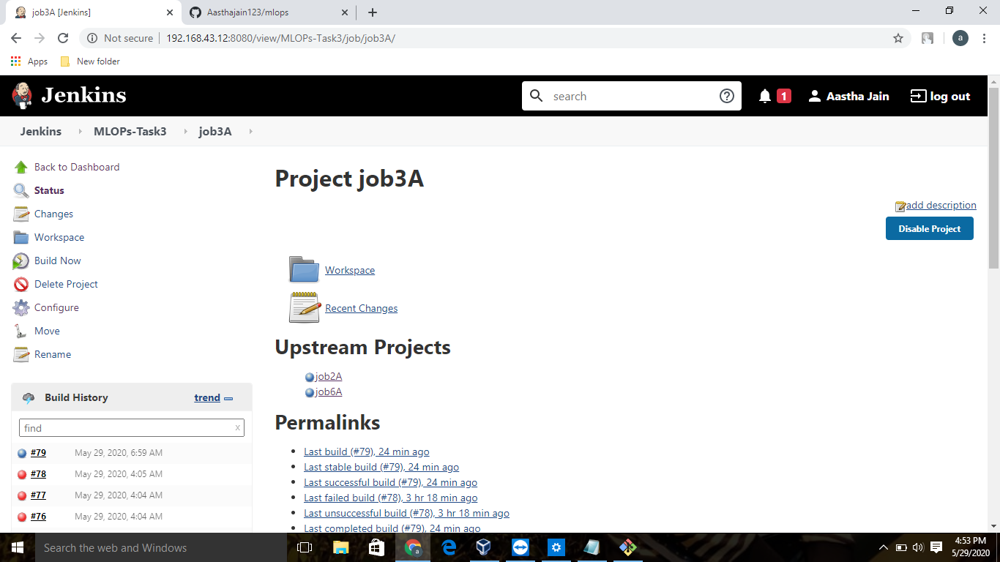 job3A [Jenkins]
Aasthajain123/mlops
Not secure
192.168.43.12:8080/view/MLOPs-Task3/job/job3A/
a
Apps
New folder
Jenkins
search
1
Aastha Jain
log out
Jenkins
MLOPs-Task3
job3A
Back to Dashboard
Status
Changes
Workspace
Build Now
Delete Project
Configure
Move
Rename
Build History
trend
find
x
#79 May 29, 2020, 6:59 AM
#78 May 29, 2020, 4:05 AM
#77 May 29, 2020, 4:04 AM
#76 May 29, 2020, 4:04 AM
Project job3A
add description
Disable Project
Workspace
Recent Changes
Upstream Projects
job2A
job6A
Permalinks
Last build (#79), 24 min ago
Last stable build (#79), 24 min ago
Last successful build (#79), 24 min ago
Last failed build (#78), 3 hr 18 min ago
Last unsuccessful build (#78), 3 hr 18 min ago
Last completed build (#79), 24 min ago
Search the web and Windows
4:53 PM
5/29/2020